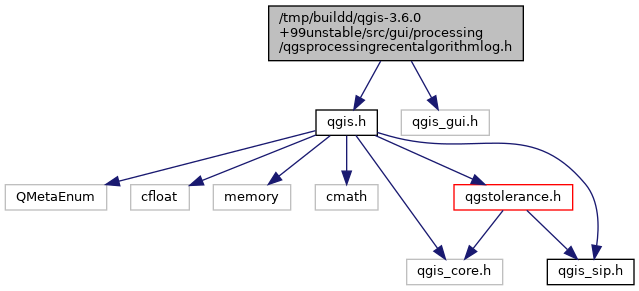 /tmp/buildd/qgis-3.6.0
+99unstable/src/gui/processing
/qgsprocessingrecentalgorithmlog.h
qgis.h
qgis_gui.h
QMetaEnum
cfloat
memory
cmath
qgstolerance.h
qgis_core.h
qgis_sip.h